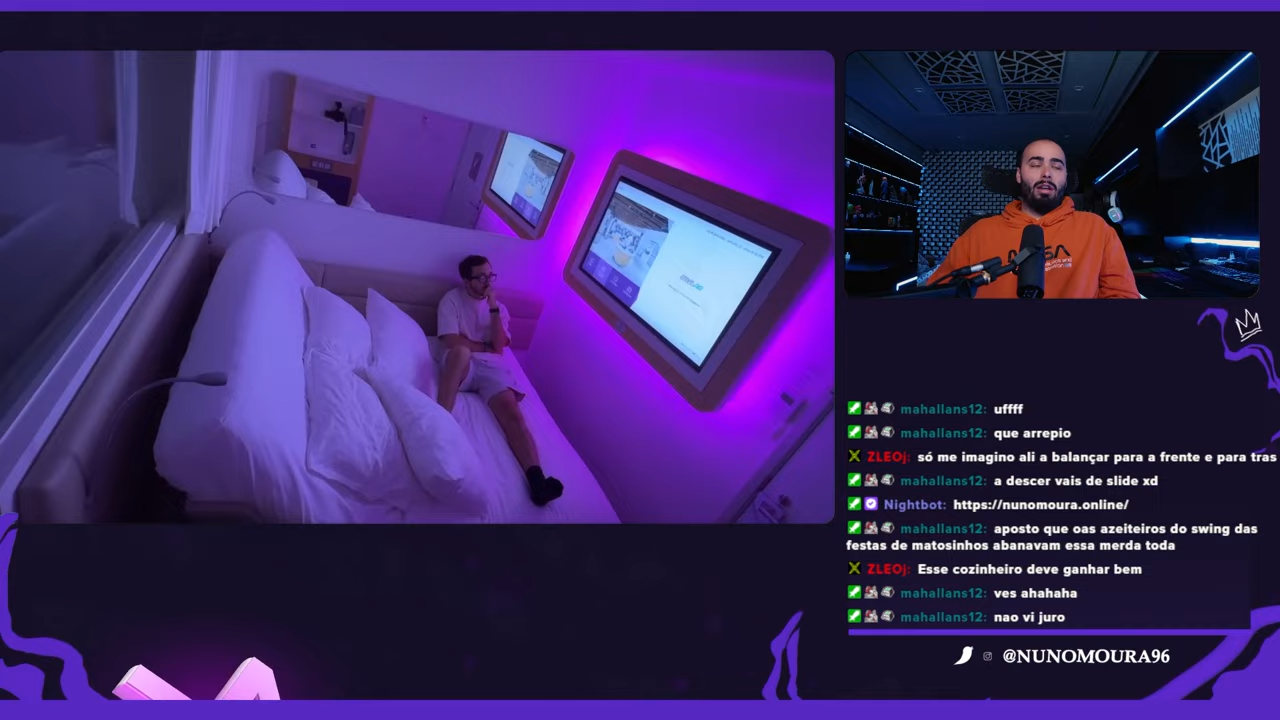 mahallans12: uffff
mahallans12: que arrepio
ZLEOj: só me imagino ali a balançar para a frente e para tras
mahallans12: a descer vais de slide xd
Nightbot: https://nunomoura.online/
mahallans12: aposto que oas azeiteiros do swing das
festas de matosinhos abanavam essa merda toda
ZLEOj: Esse cozinheiro deve ganhar bem
mahallans12: ves ahahaha
mahallans12: nao vi juro
@NUNOMOURA96